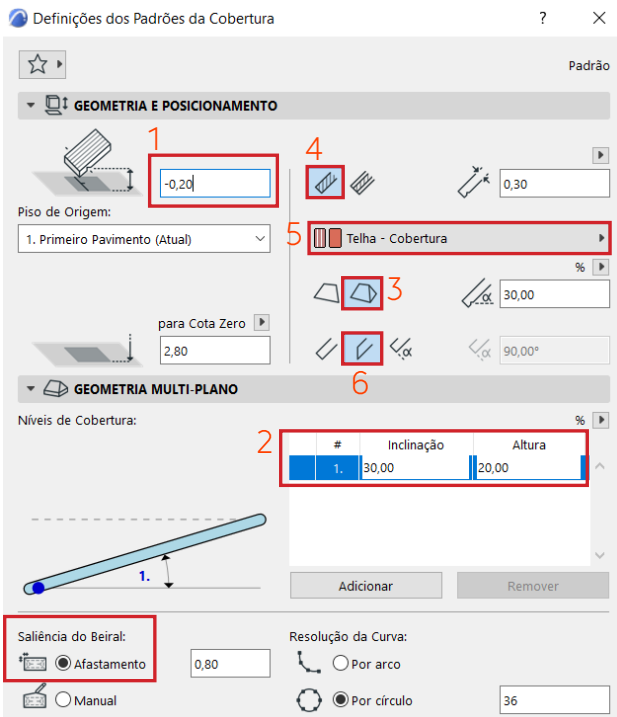 Definições dos Padrões da Cobertura ? ×
Padrão
GEOMETRIA E POSICIONAMENTO
1
-0,20
4
0,30
Piso de Origem:
1. Primeiro Pavimento (Atual)
5
Telha - Cobertura
%
3
α
30,00
para Cota Zero
2,80
α
α
90,00°
6
GEOMETRIA MULTI-PLANO
Níveis de Cobertura:
%
2
# Inclinação Altura
1. 30,00 20,00
1.
Adicionar Remover
Saliência do Beiral:
Resolução da Curva:
Afastamento 0,80
Por arco
Manual
Por círculo 36